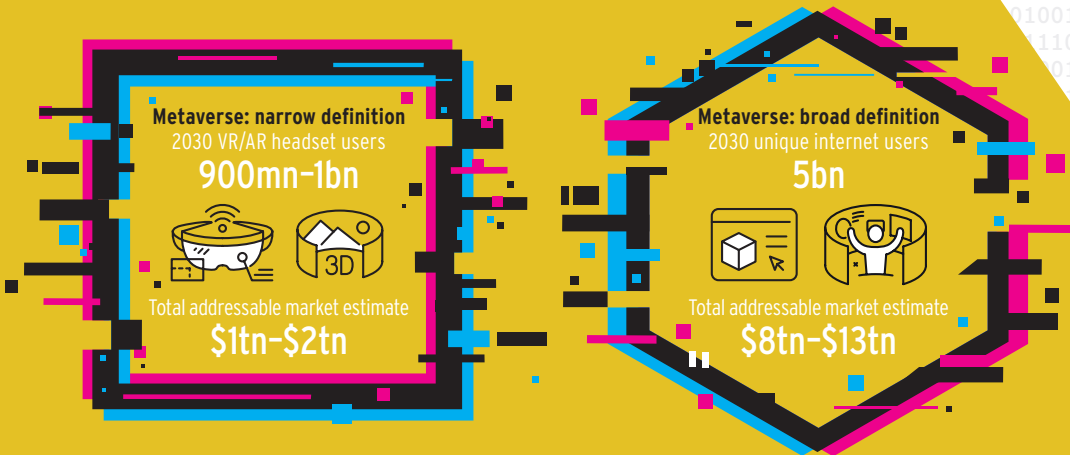 Metaverse: narrow definition
2030 VR/AR headset users
900mn–1bn
3D
Total addressable market estimate
$1tn–$2tn
Metaverse: broad definition
2030 unique internet users
5bn
Total addressable market estimate
$8tn–$13tn